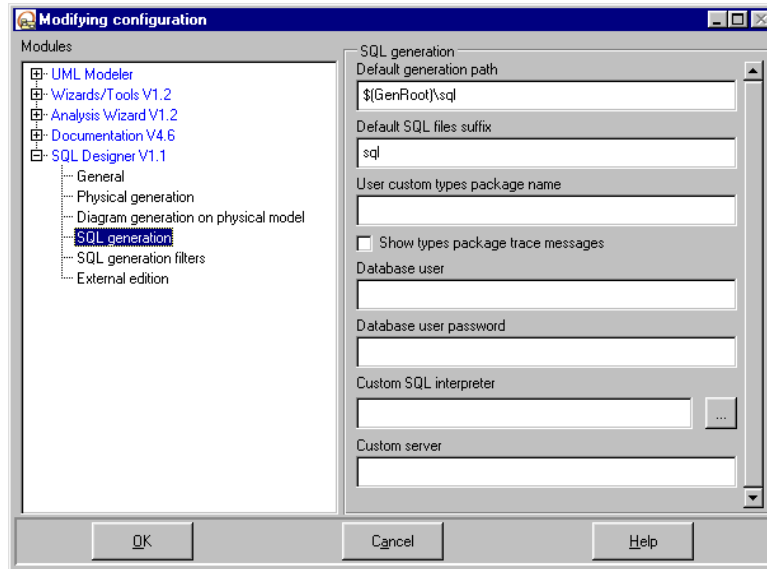 Modifying configuration
Modules
UML Modeler
Wizards/Tools V1.2
Analysis Wizard V1.2
Documentation V4.6
SQL Designer V1.1
General
Physical generation
Diagram generation on physical model
SQL generation
SQL generation filters
External edition
SQL generation
Default generation path
$(GenRoot)\sql
Default SQL files suffix
sql
User custom types package name
Show types package trace messages
Database user
Database user password
Custom SQL interpreter
...
Custom server
OK
Cancel
Help